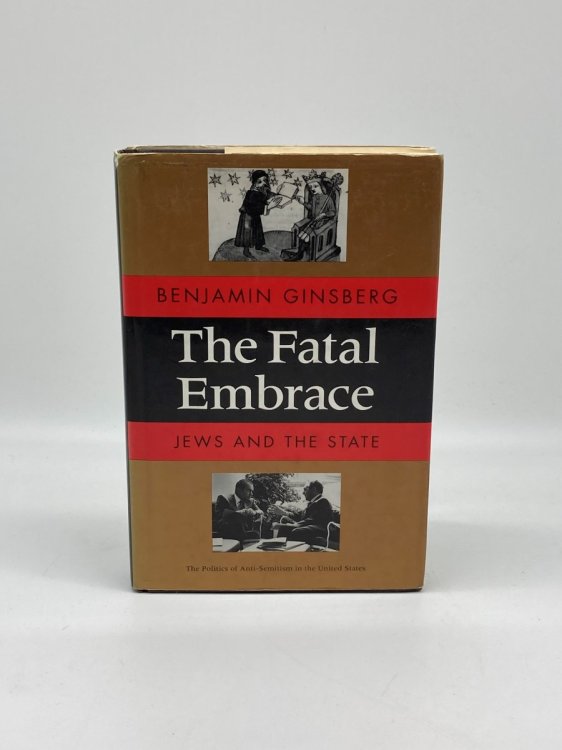 BENJAMIN GINSBERG
The Fatal
Embrace
JEWS AND THE STATE
The Politics of Anti-Semitism in the United States